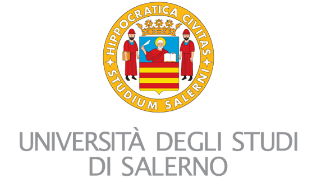 HIPPOCRATICA CIVITAS
STUDIUM SALERNI
UNIVERSITÀ DEGLI STUDI
DI SALERNO